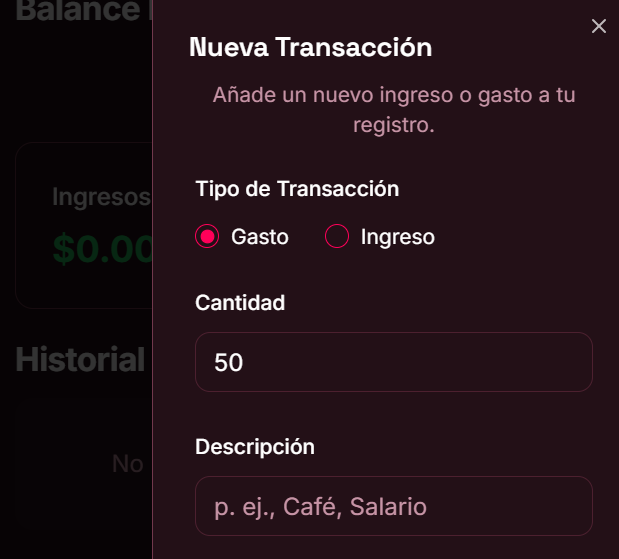 Balance
Nueva Transacción
Añade un nuevo ingreso o gasto a tu
registro.
Ingresos
$0.00
Tipo de Transacción
Gasto
Ingreso
Cantidad
50
Historial
No
Descripción
p. ej., Café, Salario